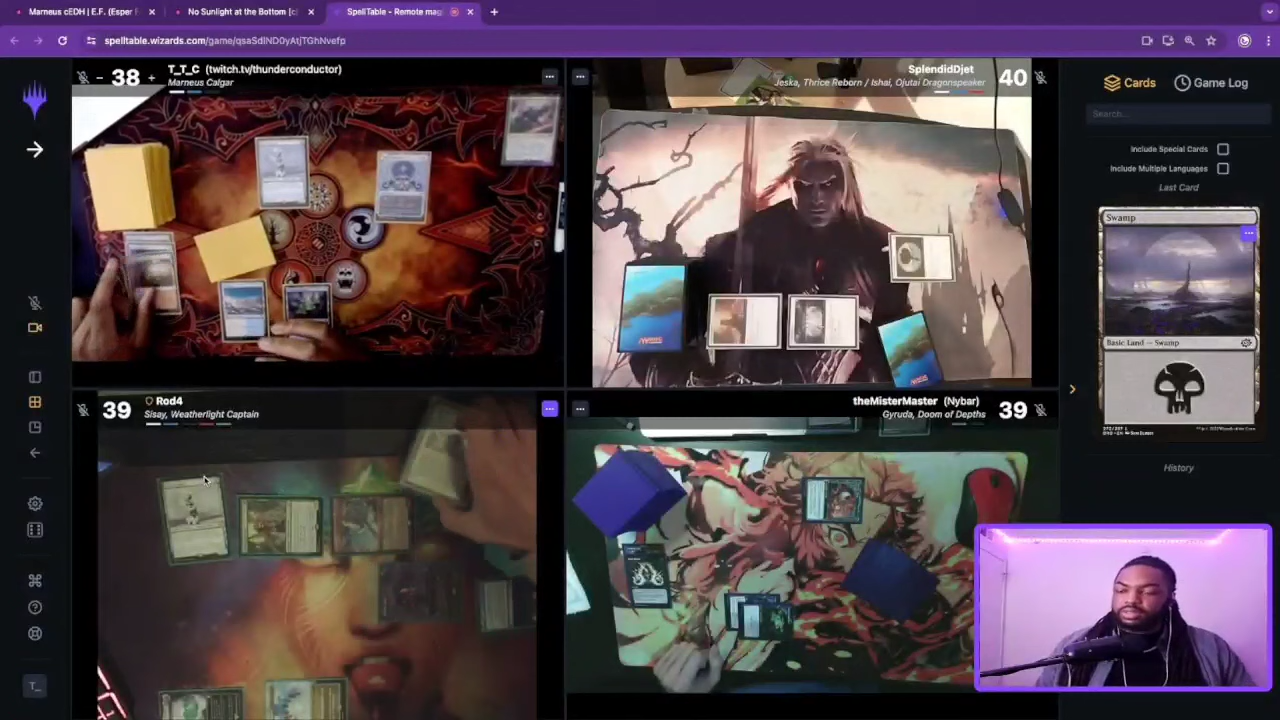 Marneus cEDH | E.F. (Esper
No Sunlight at the Bottom [c
SpellTable - Remote mag
spelltable.wizards.com/game/qsaSdlND0yAtjTGhNvefp
38
T_T_C (twitch.tv/thunderconductor)
Marneus Calgar
SplendidDjet
Jeska, Thrice Reborn / Ishai, Ojutai Dragonspeaker
40
Cards
Game Log
Search...
Include Special Cards
Include Multiple Languages
Last Card
Swamp
Basic Land — Swamp
History
39
Rod4
Sisay, Weatherlight Captain
theMisterMaster (Nybar)
Gyruda, Doom of Depths
39
T_